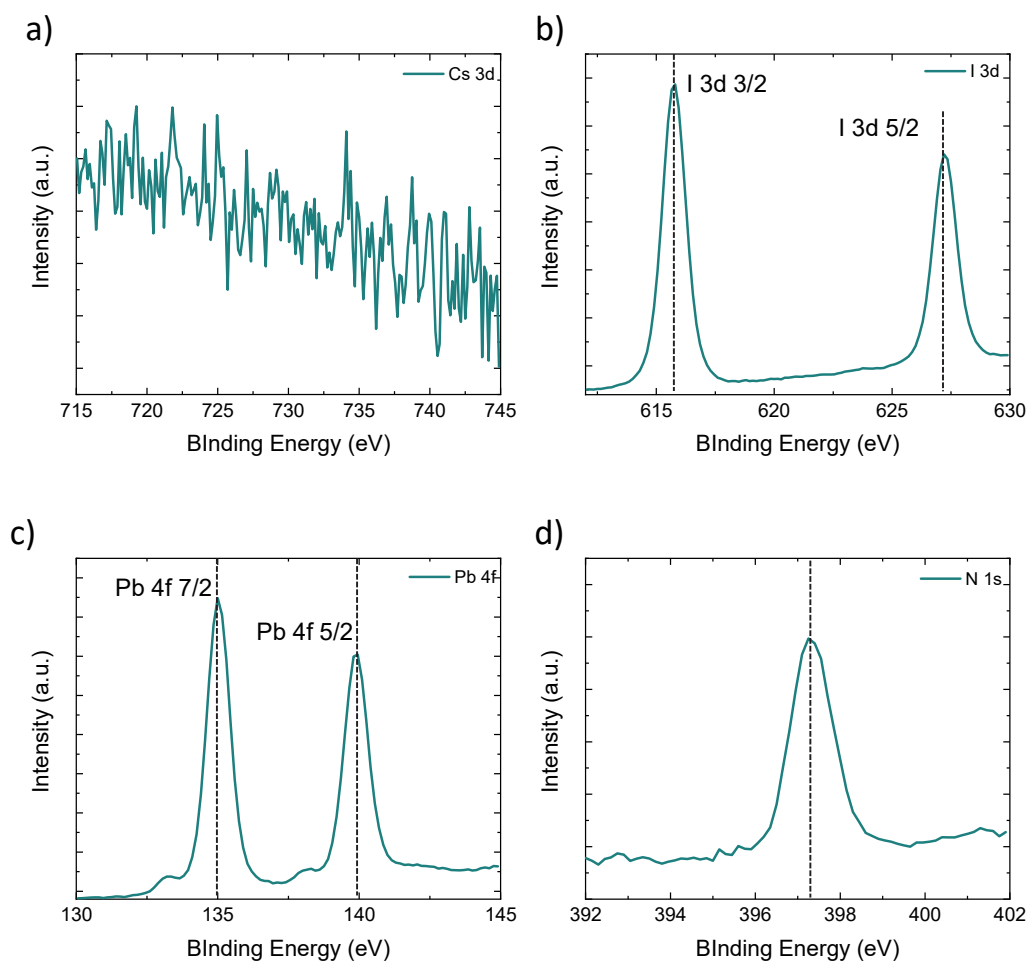 a)
Cs 3d
Intensity (a.u.)
715 720 725 730 735 740 745
BInding Energy (eV)
b)
I 3d
I 3d 3/2
I 3d 5/2
Intensity (a.u.)
615 620 625 630
BInding Energy (eV)
c)
Pb 4f
Pb 4f 7/2
Pb 4f 5/2
Intensity (a.u.)
130 135 140 145
BInding Energy (eV)
d)
N 1s
Intensity (a.u.)
392 394 396 398 400 402
BInding Energy (eV)